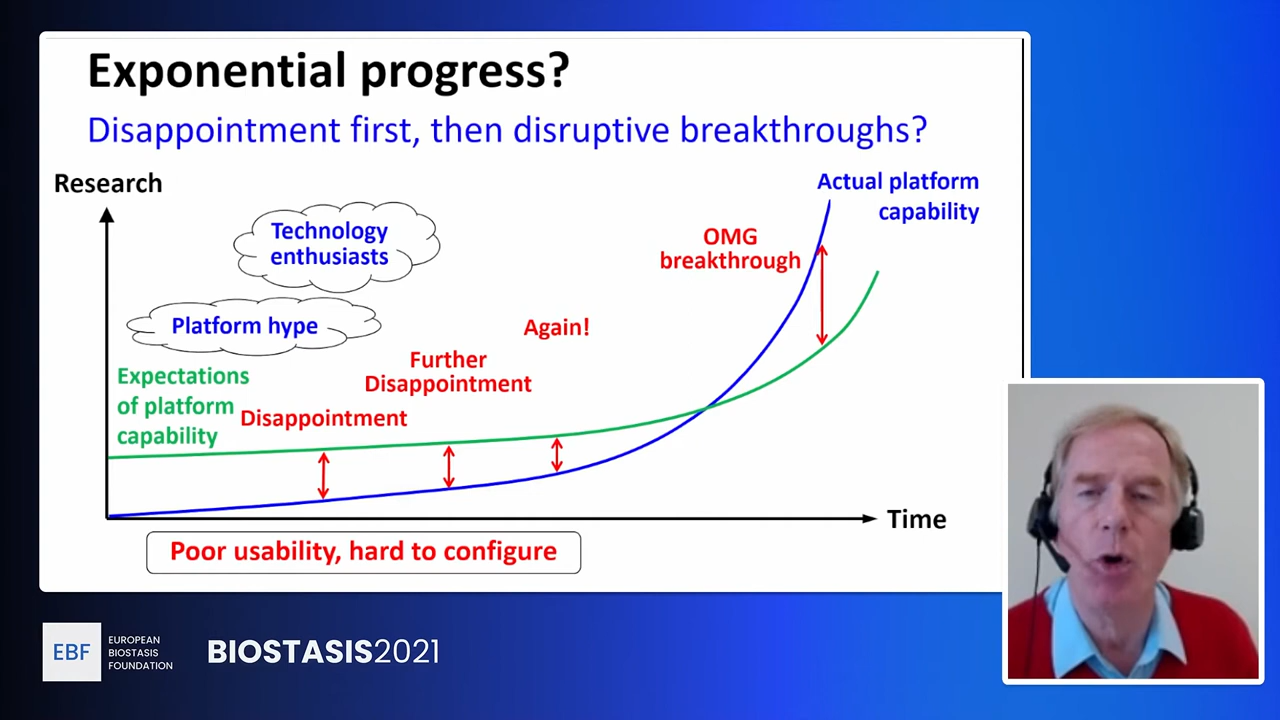 Exponential progress?
Disappointment first, then disruptive breakthroughs?
Research
Actual platform
capability
Technology
enthusiasts
OMG
breakthrough
Platform hype
Again!
Further
Disappointment
Expectations
of platform
capability
Disappointment
Time
Poor usability, hard to configure
EBF
EUROPEAN
BIOSTASIS
FOUNDATION
BIOSTASIS2021